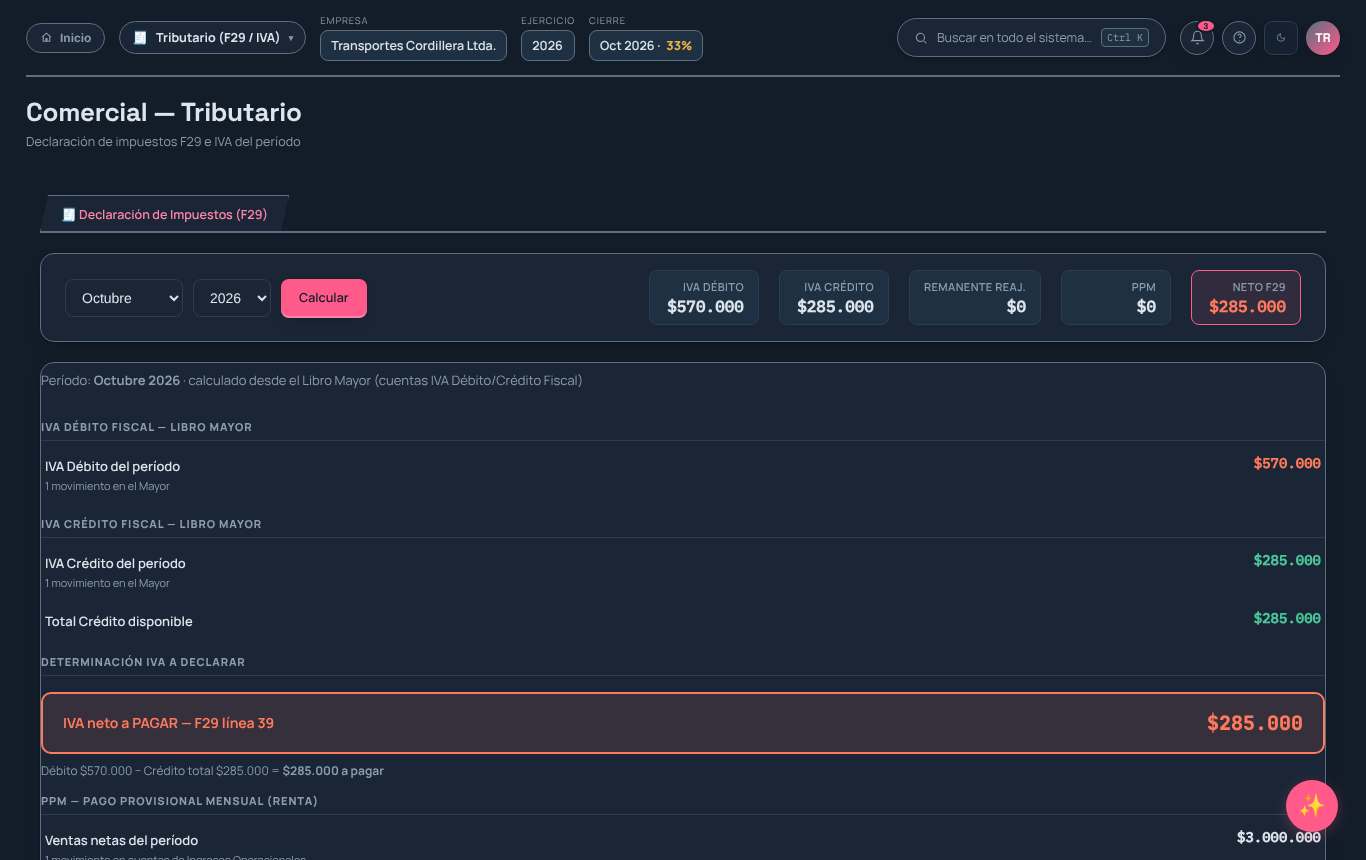 Inicio
Tributario (F29 / IVA)
EMPRESA
Transportes Cordillera Ltda.
EJERCICIO
2026
CIERRE
Oct 2026 · 33%
Buscar en todo el sistema... Ctrl K
3
TR
Comercial — Tributario
Declaración de impuestos F29 e IVA del período
Declaración de Impuestos (F29)
Octubre
2026
Calcular
IVA DÉBITO
$570.000
IVA CRÉDITO
$285.000
REMANENTE REAJ.
$0
PPM
$0
NETO F29
$285.000
Período: Octubre 2026 · calculado desde el Libro Mayor (cuentas IVA Débito/Crédito Fiscal)
IVA DÉBITO FISCAL — LIBRO MAYOR
IVA Débito del período $570.000
1 movimiento en el Mayor
IVA CRÉDITO FISCAL — LIBRO MAYOR
IVA Crédito del período $285.000
1 movimiento en el Mayor
Total Crédito disponible $285.000
DETERMINACIÓN IVA A DECLARAR
IVA neto a PAGAR — F29 línea 39 $285.000
Débito $570.000 − Crédito total $285.000 = $285.000 a pagar
PPM — PAGO PROVISIONAL MENSUAL (RENTA)
Ventas netas del período $3.000.000
1 movimiento en cuentas de Ingresos Operacionales